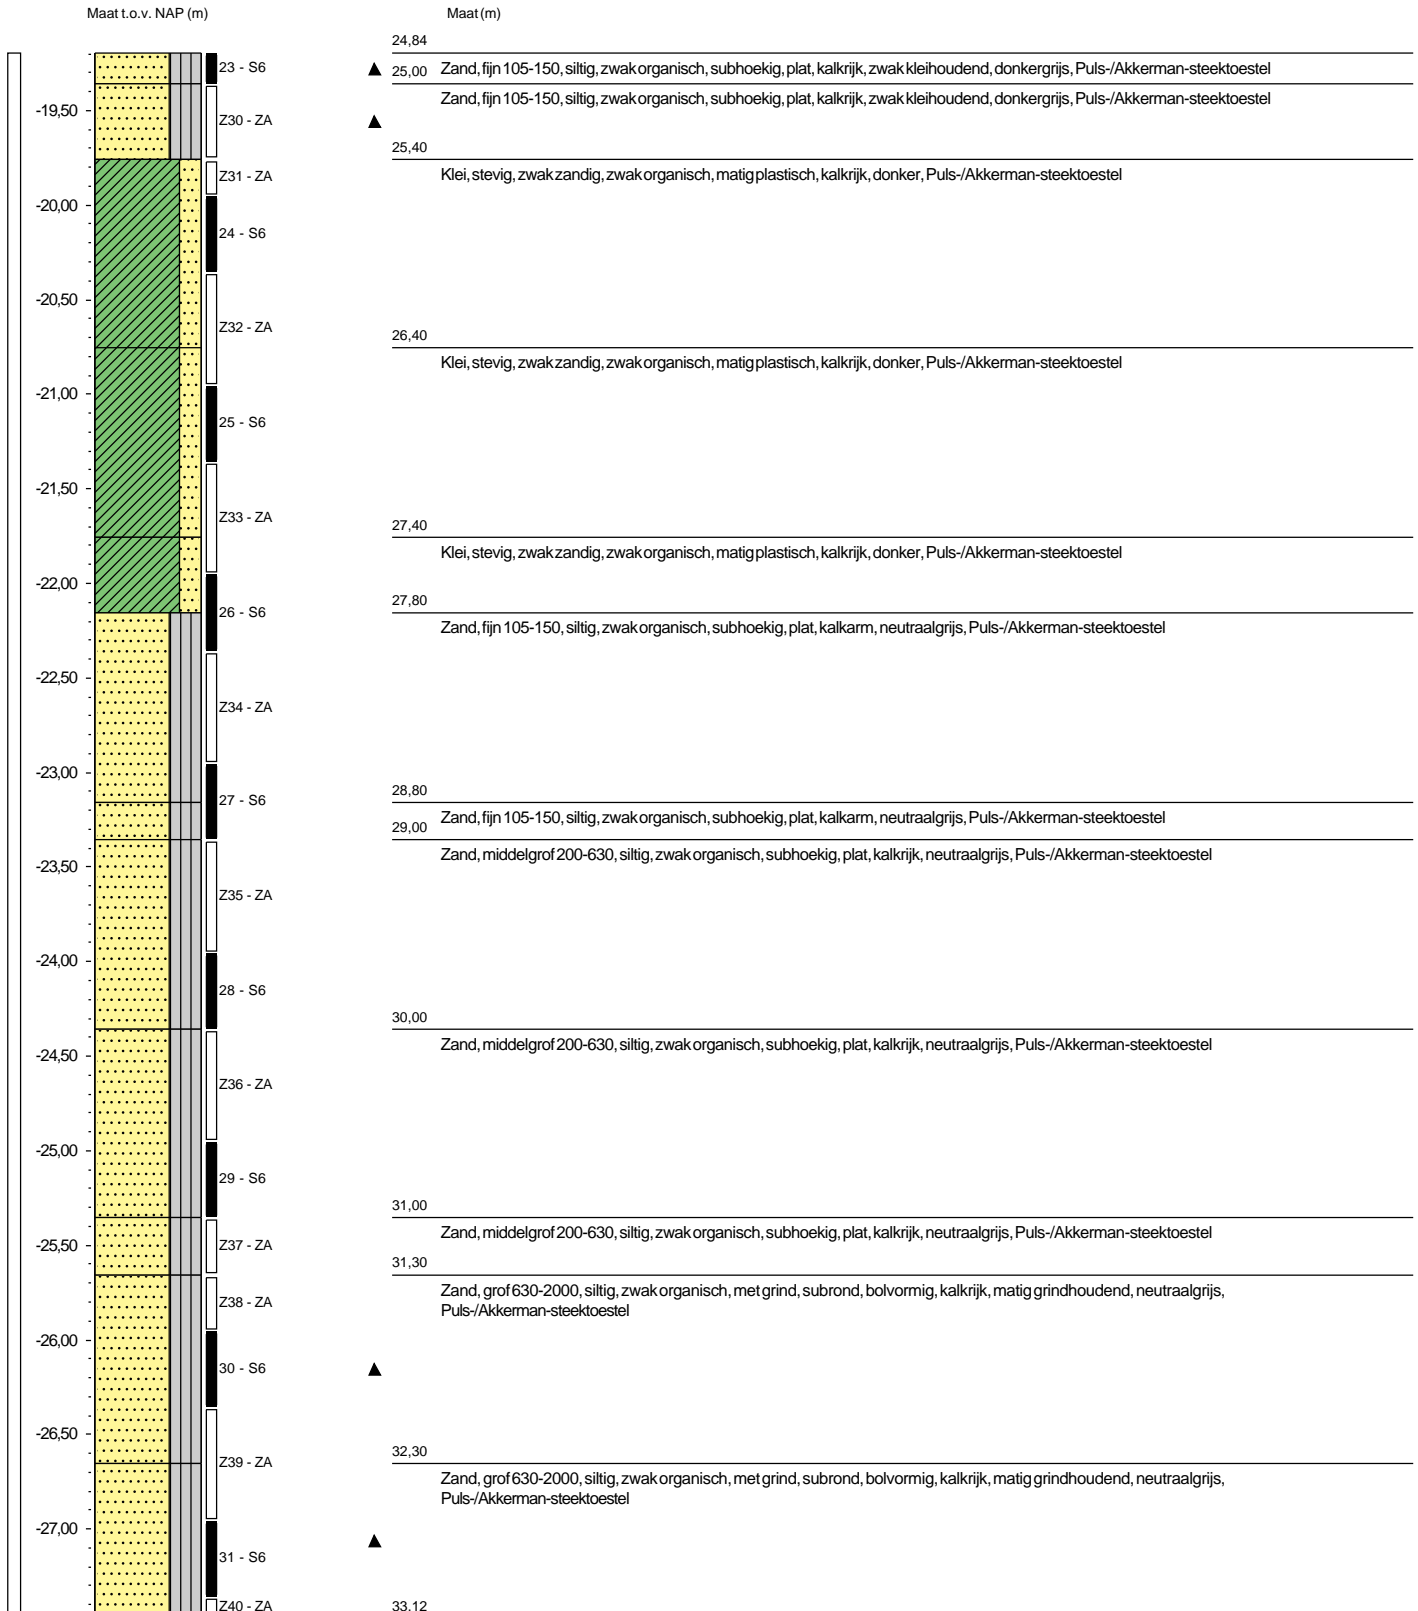 Maat t.o.v. NAP (m) Maat (m)
24,84
23 - S6 25,00 Zand, fijn 105-150, siltig, zwak organisch, subhoekig, plat, kalkrijk, zwak kleihoudend, donkergrijs, Puls-/Akkerman-steektoestel
Zand, fijn 105-150, siltig, zwak organisch, subhoekig, plat, kalkrijk, zwak kleihoudend, donkergrijs, Puls-/Akkerman-steektoestel
-19,50 Z30 - ZA
25,40
Z31 - ZA Klei, stevig, zwak zandig, zwak organisch, matig plastisch, kalkrijk, donker, Puls-/Akkerman-steektoestel
-20,00
24 - S6
-20,50
Z32 - ZA
26,40
Klei, stevig, zwak zandig, zwak organisch, matig plastisch, kalkrijk, donker, Puls-/Akkerman-steektoestel
-21,00
25 - S6
-21,50
Z33 - ZA
27,40
Klei, stevig, zwak zandig, zwak organisch, matig plastisch, kalkrijk, donker, Puls-/Akkerman-steektoestel
-22,00
27,80
26 - S6
Zand, fijn 105-150, siltig, zwak organisch, subhoekig, plat, kalkarm, neutraalgrijs, Puls-/Akkerman-steektoestel
-22,50
Z34 - ZA
-23,00
28,80
27 - S6
Zand, fijn 105-150, siltig, zwak organisch, subhoekig, plat, kalkarm, neutraalgrijs, Puls-/Akkerman-steektoestel
29,00
Zand, middelgrof 200-630, siltig, zwak organisch, subhoekig, plat, kalkrijk, neutraalgrijs, Puls-/Akkerman-steektoestel
-23,50
Z35 - ZA
-24,00
28 - S6
30,00
Zand, middelgrof 200-630, siltig, zwak organisch, subhoekig, plat, kalkrijk, neutraalgrijs, Puls-/Akkerman-steektoestel
-24,50
Z36 - ZA
-25,00
29 - S6
31,00
Zand, middelgrof 200-630, siltig, zwak organisch, subhoekig, plat, kalkrijk, neutraalgrijs, Puls-/Akkerman-steektoestel
-25,50 Z37 - ZA
31,30
Zand, grof 630-2000, siltig, zwak organisch, met grind, subrond, bolvormig, kalkrijk, matig grindhoudend, neutraalgrijs,
Z38 - ZA Puls-/Akkerman-steektoestel
-26,00
30 - S6
-26,50
32,30
Z39 - ZA
Zand, grof 630-2000, siltig, zwak organisch, met grind, subrond, bolvormig, kalkrijk, matig grindhoudend, neutraalgrijs,
Puls-/Akkerman-steektoestel
-27,00
31 - S6
Z40 - ZA 33,12